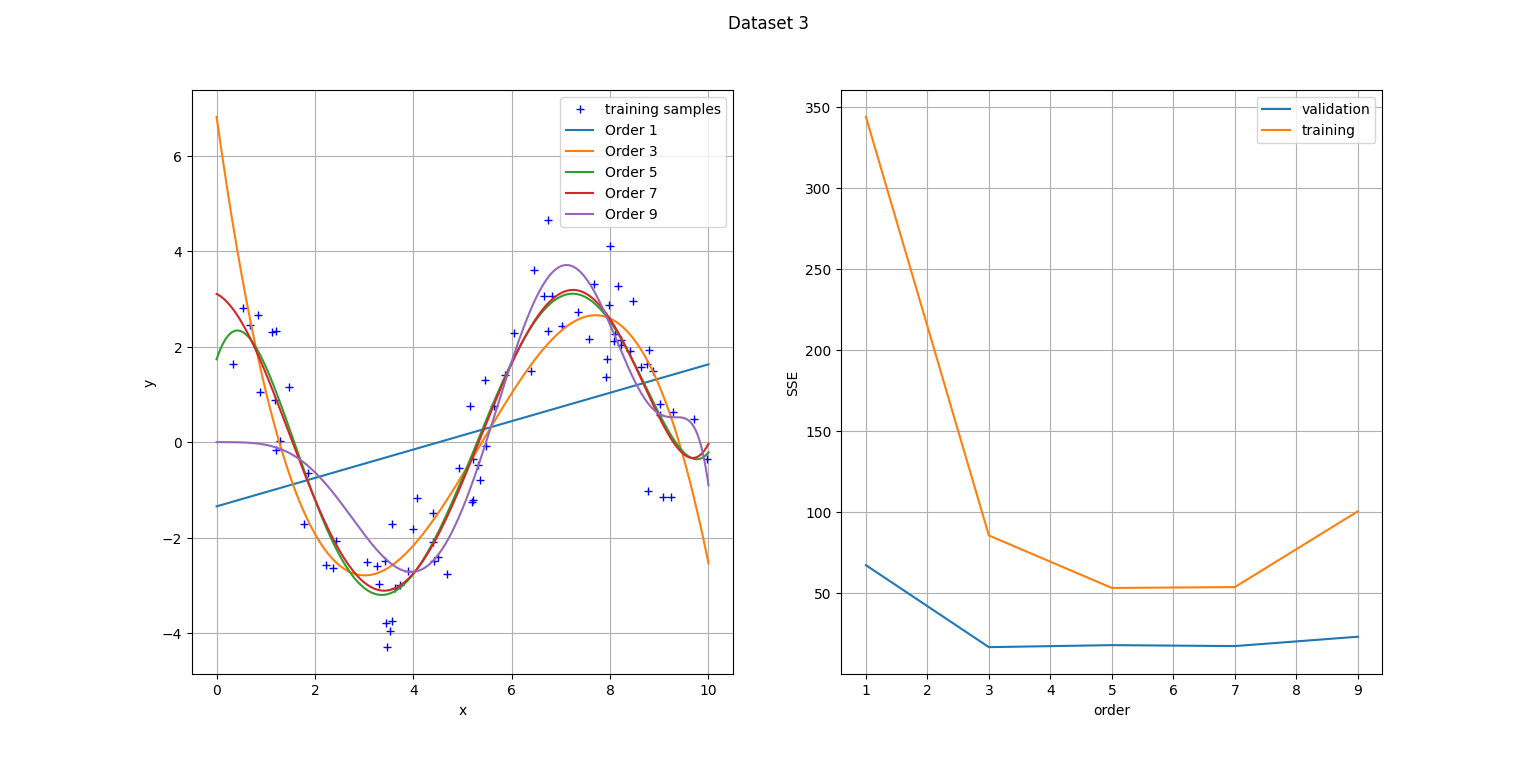 Dataset 3
training samples
Order 1
Order 3
Order 5
Order 7
Order 9
6
4
2
0
−2
−4
y
0 2 4 6 8 10
x
validation
training
350
300
250
200
150
100
50
SSE
1 2 3 4 5 6 7 8 9
order